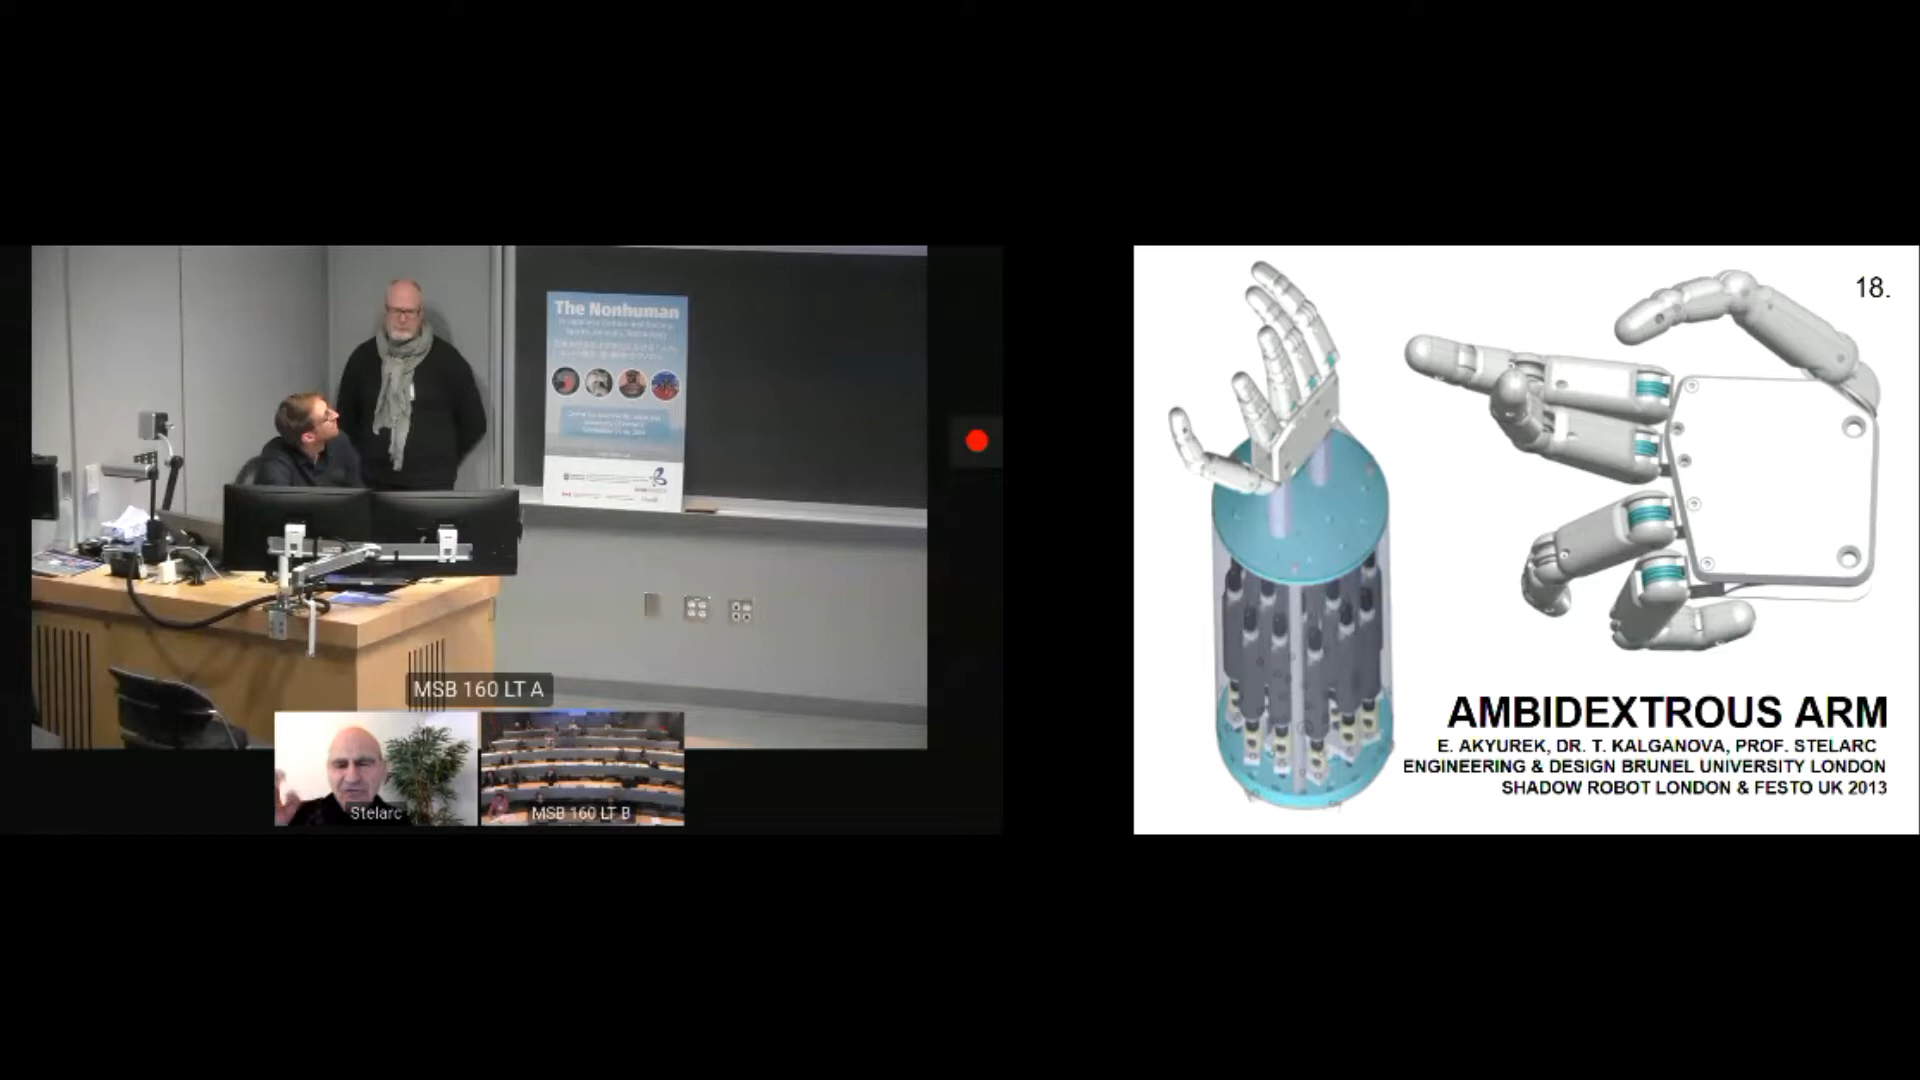 The Nonhuman
MSB 160 LT A
Stelarc
MSB 160 LT B
18.
AMBIDEXTROUS ARM
E. AKYUREK, DR. T. KALGANOVA, PROF. STELARC
ENGINEERING & DESIGN BRUNEL UNIVERSITY LONDON
SHADOW ROBOT LONDON & FESTO UK 2013